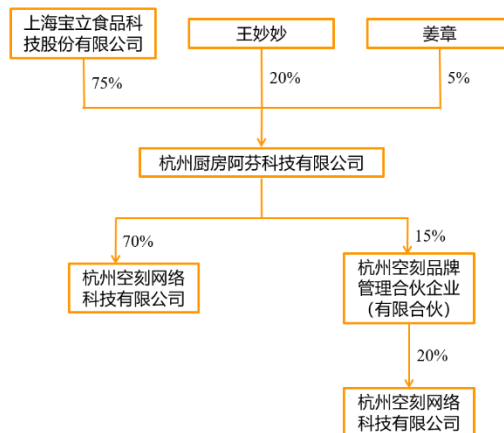 上海宝立食品科
技股份有限公司
王妙妙
姜章
75%
20%
5%
杭州厨房阿芬科技有限公司
70%
15%
杭州空刻网络
科技有限公司
杭州空刻品牌
管理合伙企业
(有限合伙)
20%
杭州空刻网络
科技有限公司